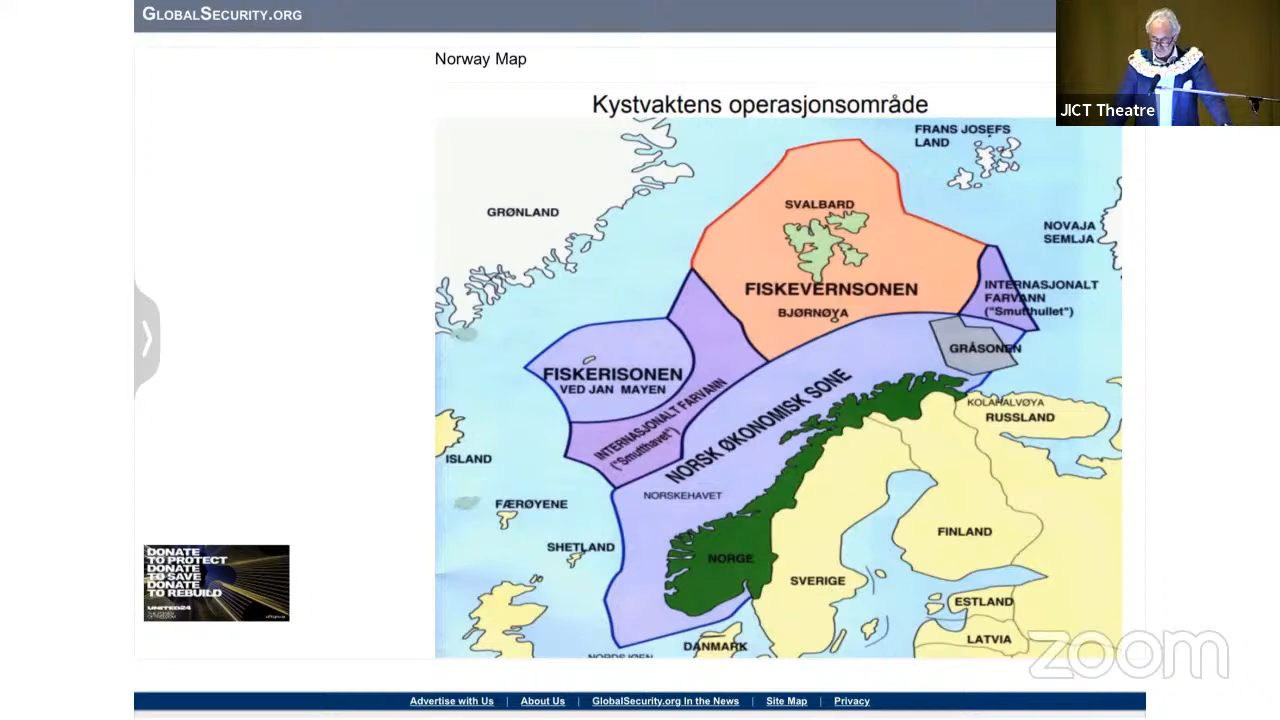 GLOBALSECURITY.ORG
JICT Theatre
Norway Map
Kystvaktens operasjonsområde
FRANS JOSEFS
LAND
GRØNLAND
SVALBARD
NOVAJA
SEMLJA
INTERNASJONALT
FARVANN
("Smutthullet")
FISKEVERNSONEN
BJØRNØYA
GRÅSONEN
FISKERISONEN
VED JAN MAYEN
INTERNASJONALT FARVANN
("Smutthavet")
NORSK ØKONOMISK SONE
KOLAHALVØYA
RUSSLAND
ISLAND
NORSKEHAVET
FÆRØYENE
SHETLAND
NORGE
SVERIGE
FINLAND
ESTLAND
LATVIA
DANMARK
NORDSJØEN
DONATE
TO PROTECT
DONATE
TO SAVE
DONATE
TO REBUILD
UNITED24
zoom
Advertise with Us | About Us | GlobalSecurity.org In the News | Site Map | Privacy